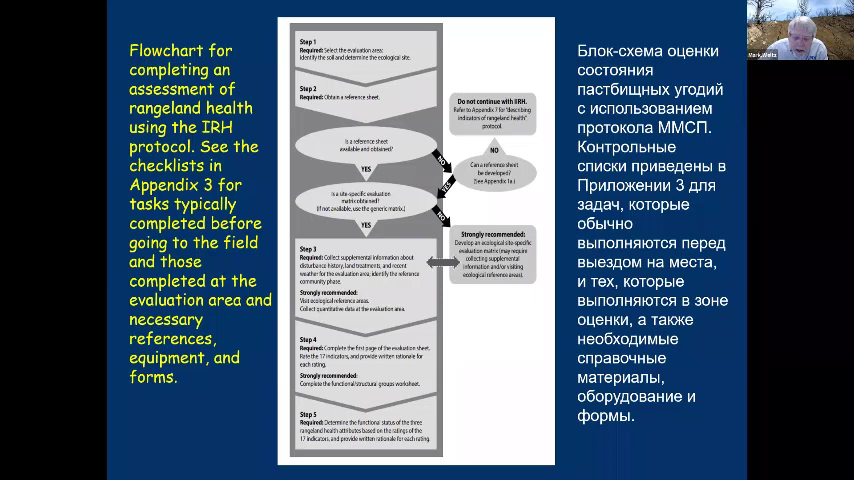 Flowchart for
completing an
assessment of
rangeland health
using the IRH
protocol. See the
checklists in
Appendix 3 for
tasks typically
completed before
going to the field
and those
completed at the
evaluation area and
necessary
references,
equipment, and
forms.
Step 1
Required: Select the evaluation area:
Identify the soil and determine the ecological site.
Step 2
Required: Obtain a reference sheet.
Is a reference sheet
available and obtained?
YES
NO
Do not continue with IIRH.
Refer to Appendix 7 for "describing
indicators of rangeland health"
protocol.
NO
Can a reference sheet
be developed?
(See Appendix 1a.)
YES
Is a site-specific evaluation
matrix obtained?
(If not available, use the generic matrix.)
YES
NO
Strongly recommended:
Develop an ecological site-specific
evaluation matrix (may require
collecting supplemental
information and/or visiting
ecological reference areas).
Step 3
Required: Collect supplemental information about
disturbance history, land treatments, and recent
weather for the evaluation area, identify the reference
community phase.
Strongly recommended:
Visit ecological reference areas.
Collect quantitative data at the evaluation area.
Step 4
Required: Complete the first page of the evaluation sheet.
Rate the 17 indicators, and provide written rationale for
each rating.
Strongly recommended:
Complete the functional/structural groups worksheet.
Step 5
Required: Determine the functional status of the three
rangeland health attributes based on the ratings of the
17 indicators, and provide written rationale for each rating.
Блок-схема оценки
состояния
пастбищных угодий
с использованием
протокола ММСП.
Контрольные
списки приведены в
Приложении 3 для
задач, которые
обычно
выполняются перед
выездом на места,
и тех, которые
выполняются в зоне
оценки, а также
необходимые
справочные
материалы,
оборудование и
формы.
Mark Weltz